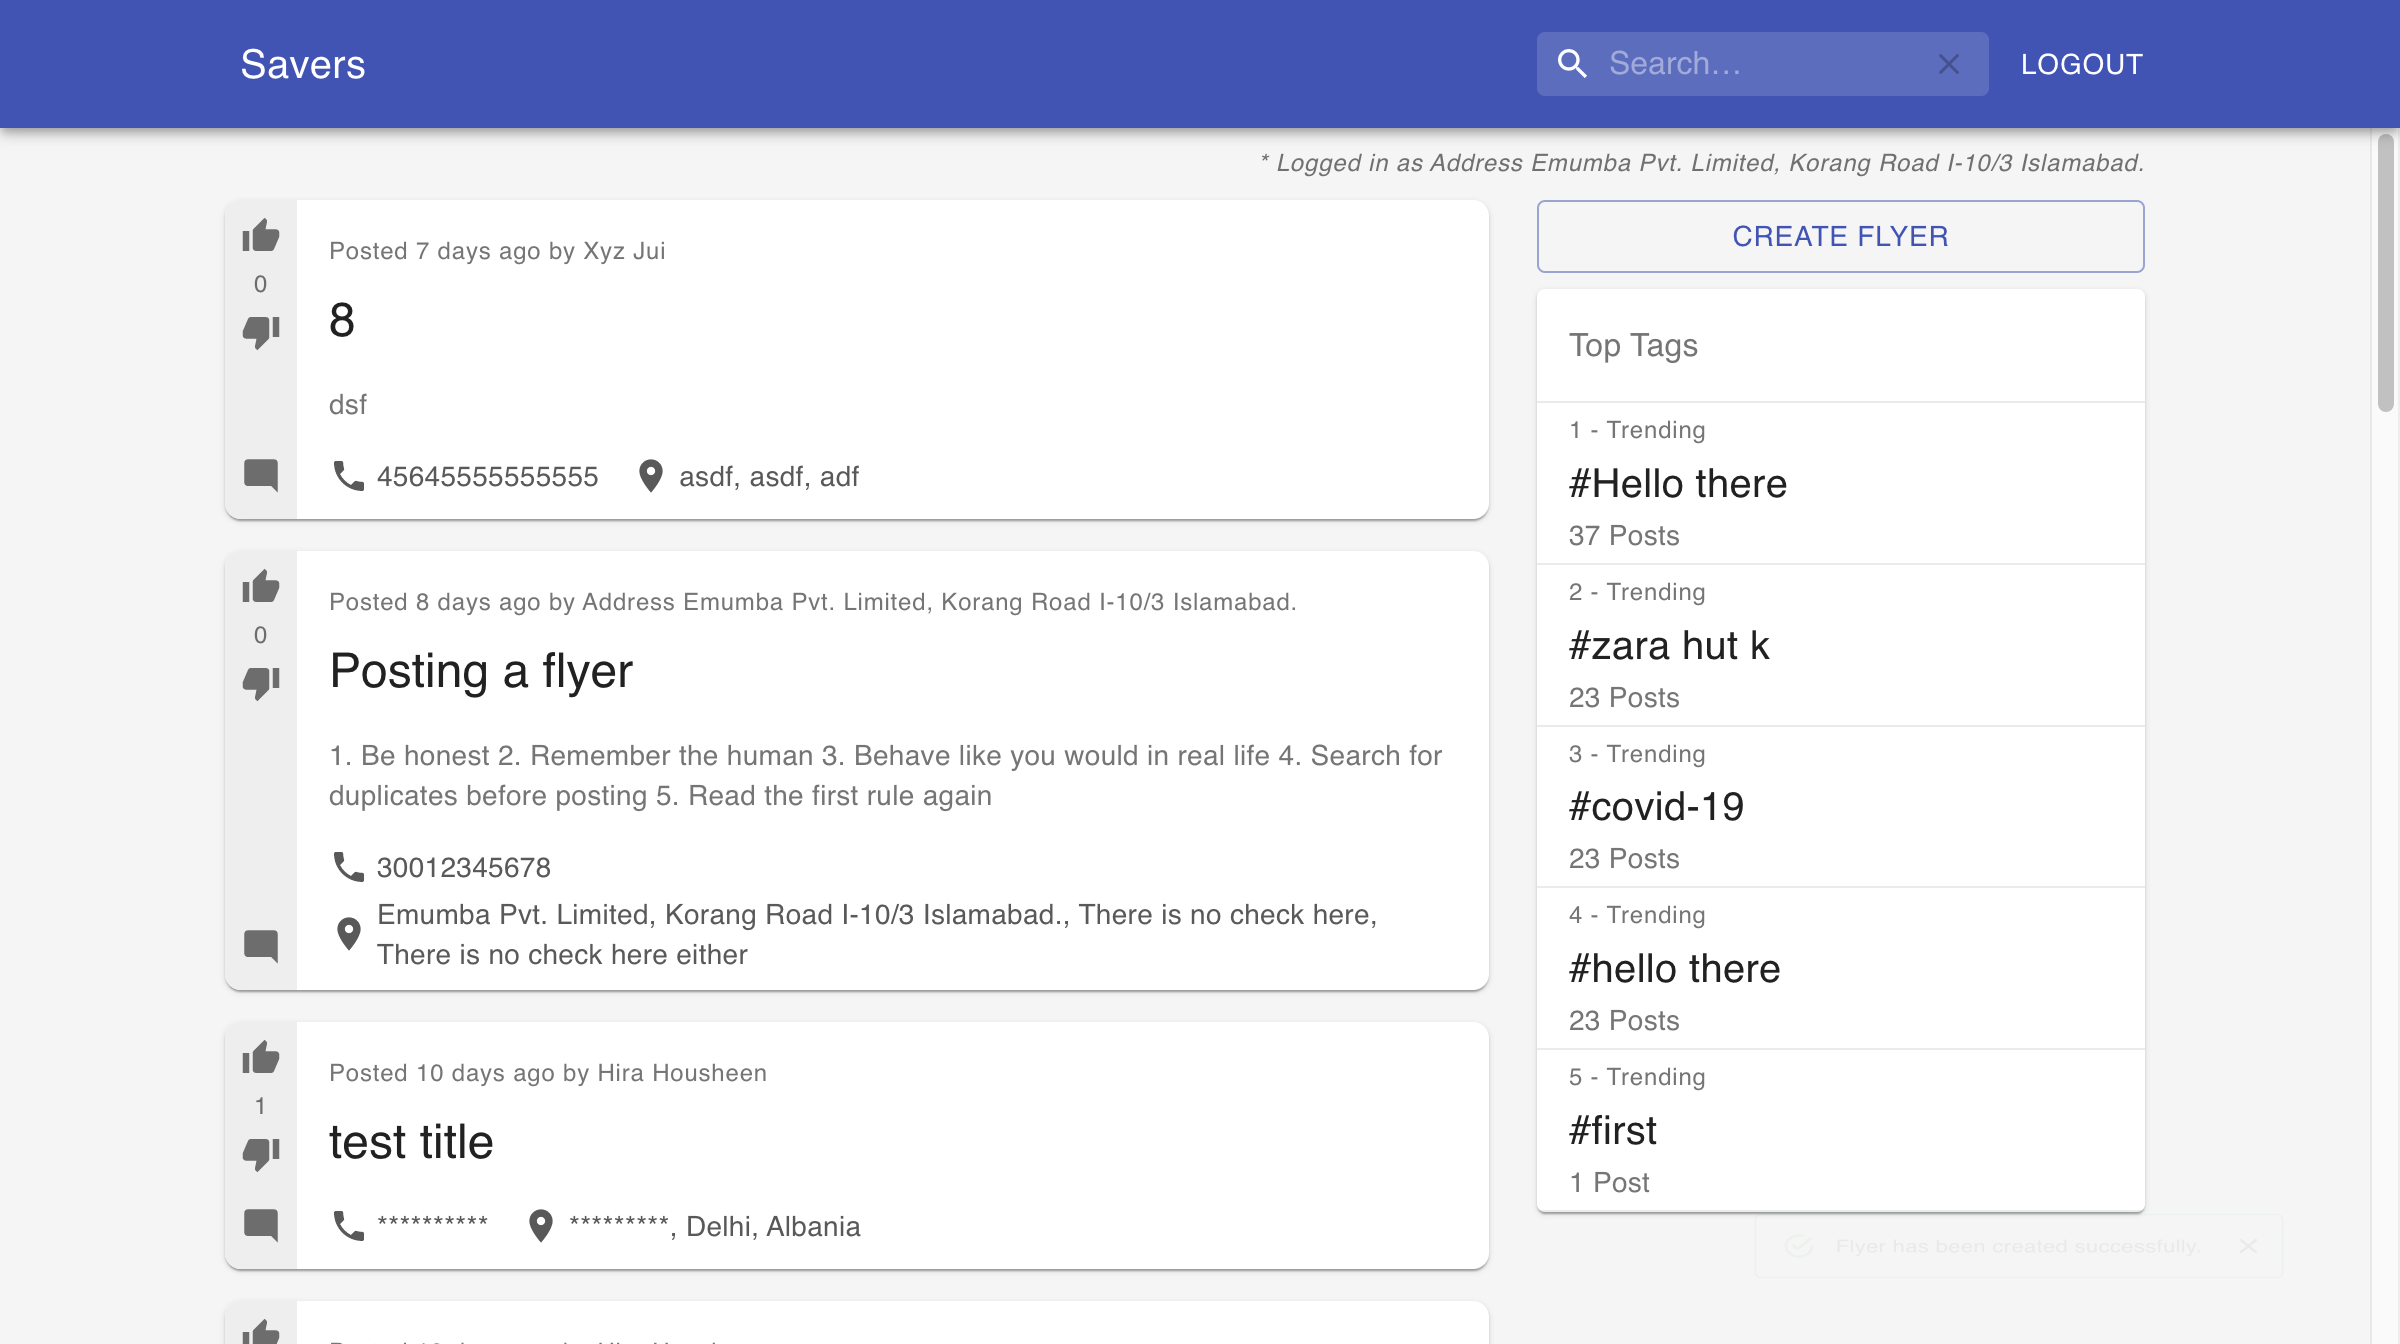 Savers
Search...
LOGOUT
* Logged in as Address Emumba Pvt. Limited, Korang Road I-10/3 Islamabad.
0
Posted 7 days ago by Xyz Jui
8
dsf
45645555555555
asdf, asdf, adf
0
Posted 8 days ago by Address Emumba Pvt. Limited, Korang Road I-10/3 Islamabad.
Posting a flyer
1. Be honest 2. Remember the human 3. Behave like you would in real life 4. Search for
duplicates before posting 5. Read the first rule again
30012345678
Emumba Pvt. Limited, Korang Road I-10/3 Islamabad., There is no check here,
There is no check here either
1
Posted 10 days ago by Hira Housheen
test title
**********
*********, Delhi, Albania
CREATE FLYER
Top Tags
1 - Trending
#Hello there
37 Posts
2 - Trending
#zara hut k
23 Posts
3 - Trending
#covid-19
23 Posts
4 - Trending
#hello there
23 Posts
5 - Trending
#first
1 Post
Flyer has been created successfully.